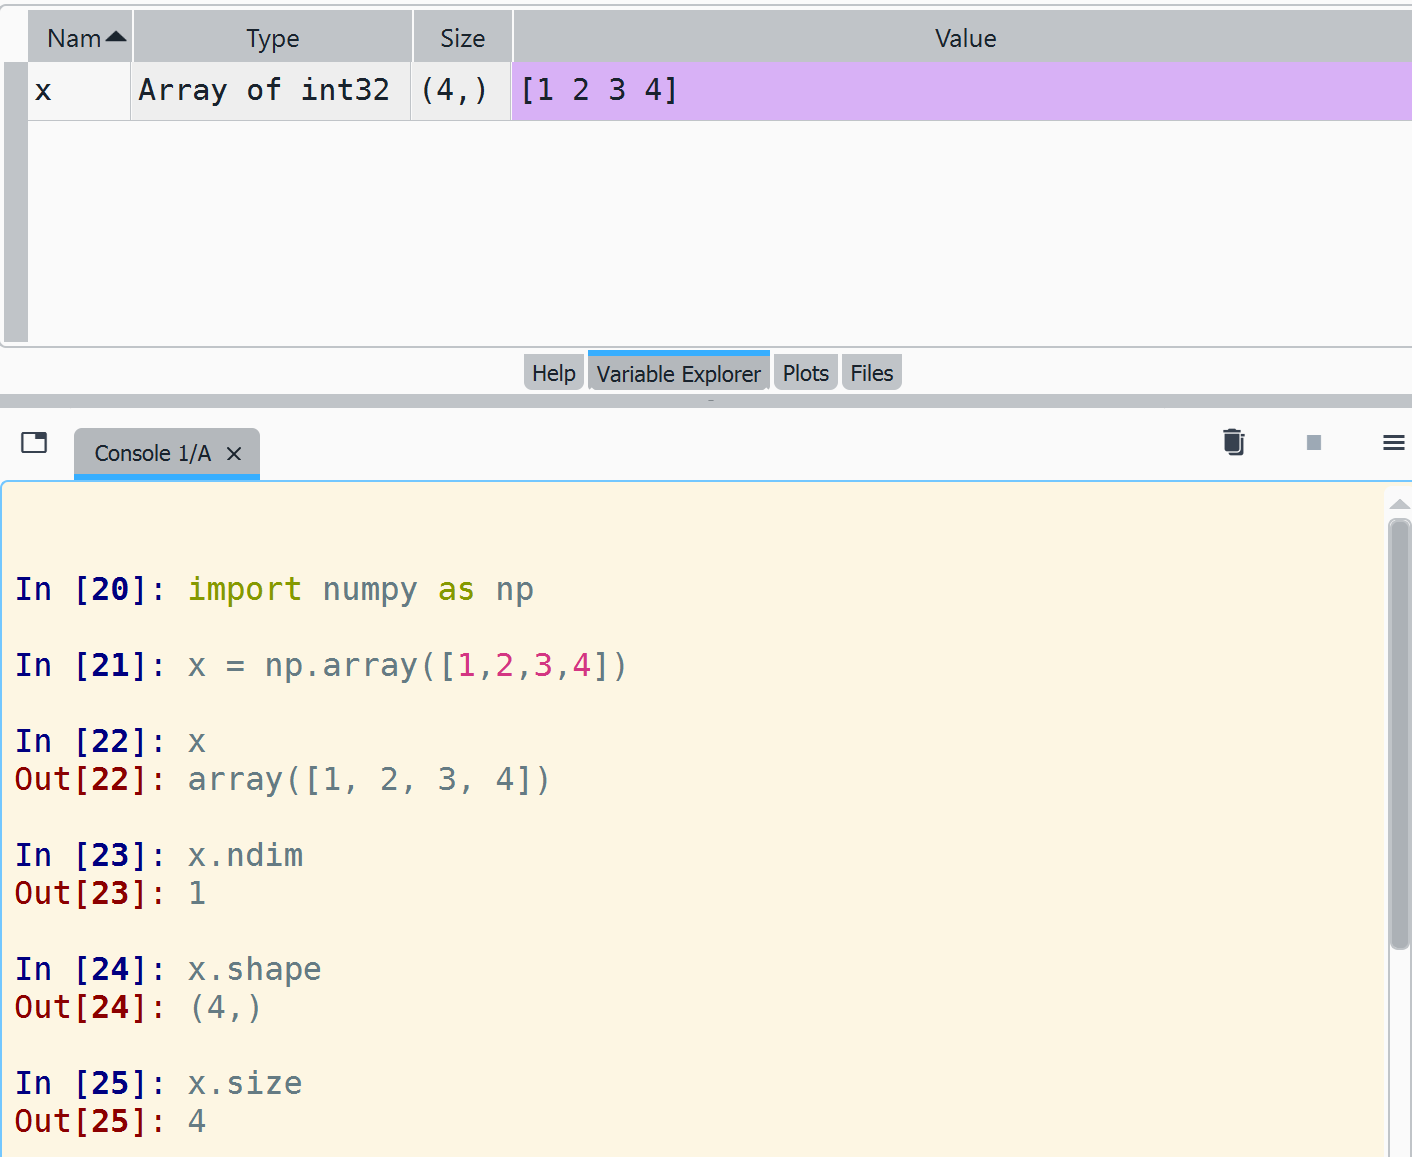 Nam Type Size Value
x Array of int32 (4,) [1 2 3 4]
Help Variable Explorer Plots Files
Console 1/A
In [20]: import numpy as np
In [21]: x = np.array([1,2,3,4])
In [22]: x
Out[22]: array([1, 2, 3, 4])
In [23]: x.ndim
Out[23]: 1
In [24]: x.shape
Out[24]: (4,)
In [25]: x.size
Out[25]: 4